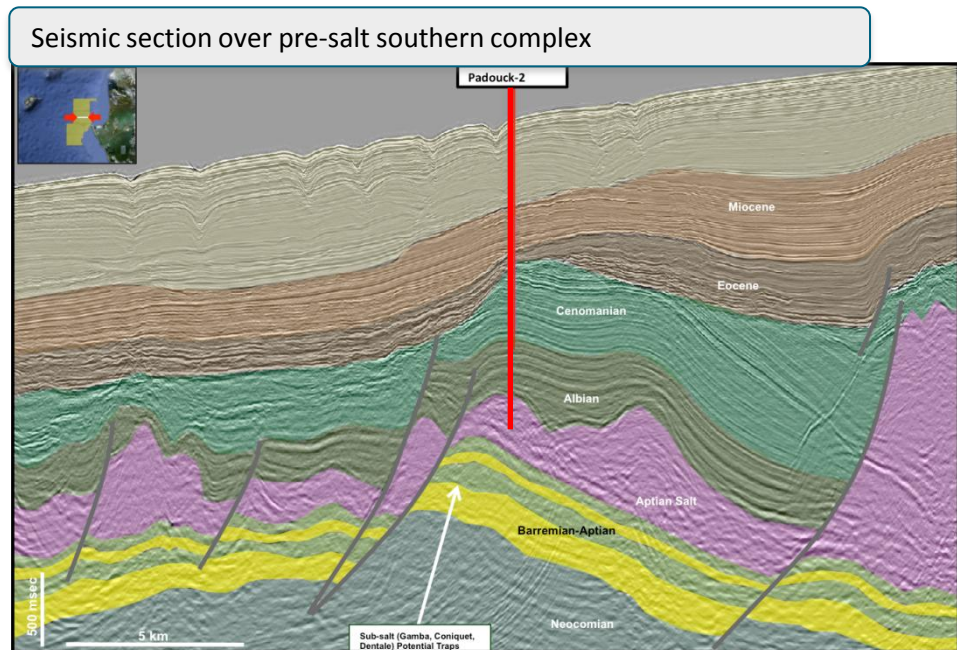 Seismic section over pre-salt southern complex
Padouck-2
Miocene
Eocene
Cenomanian
Albian
Aptian Salt
Barremian-Aptian
Neocomian
500 msec
5 km
Sub-salt (Gamba, Coniquet,
Dentale) Potential Traps